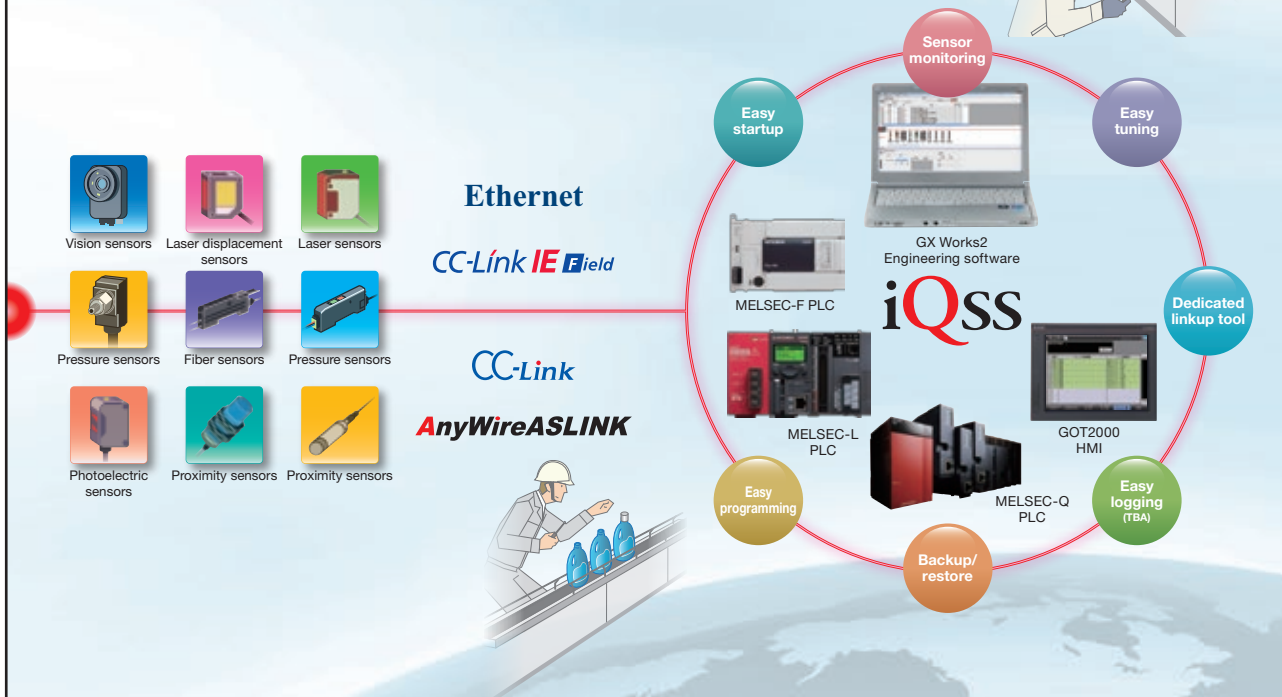 Sensor
monitoring
Easy
startup
Easy
tuning
Vision sensors
Laser displacement
sensors
Laser sensors
Ethernet
CC-Link IE Field
GX Works2
Engineering software
MELSEC-F PLC
iQSS
Dedicated
linkup tool
Pressure sensors
Fiber sensors
Pressure sensors
CC-Link
AnyWireASLINK
MELSEC-L
PLC
GOT2000
HMI
Photoelectric
sensors
Proximity sensors
Proximity sensors
MELSEC-Q
PLC
Easy
programming
Easy
logging
(TBA)
Backup/
restore